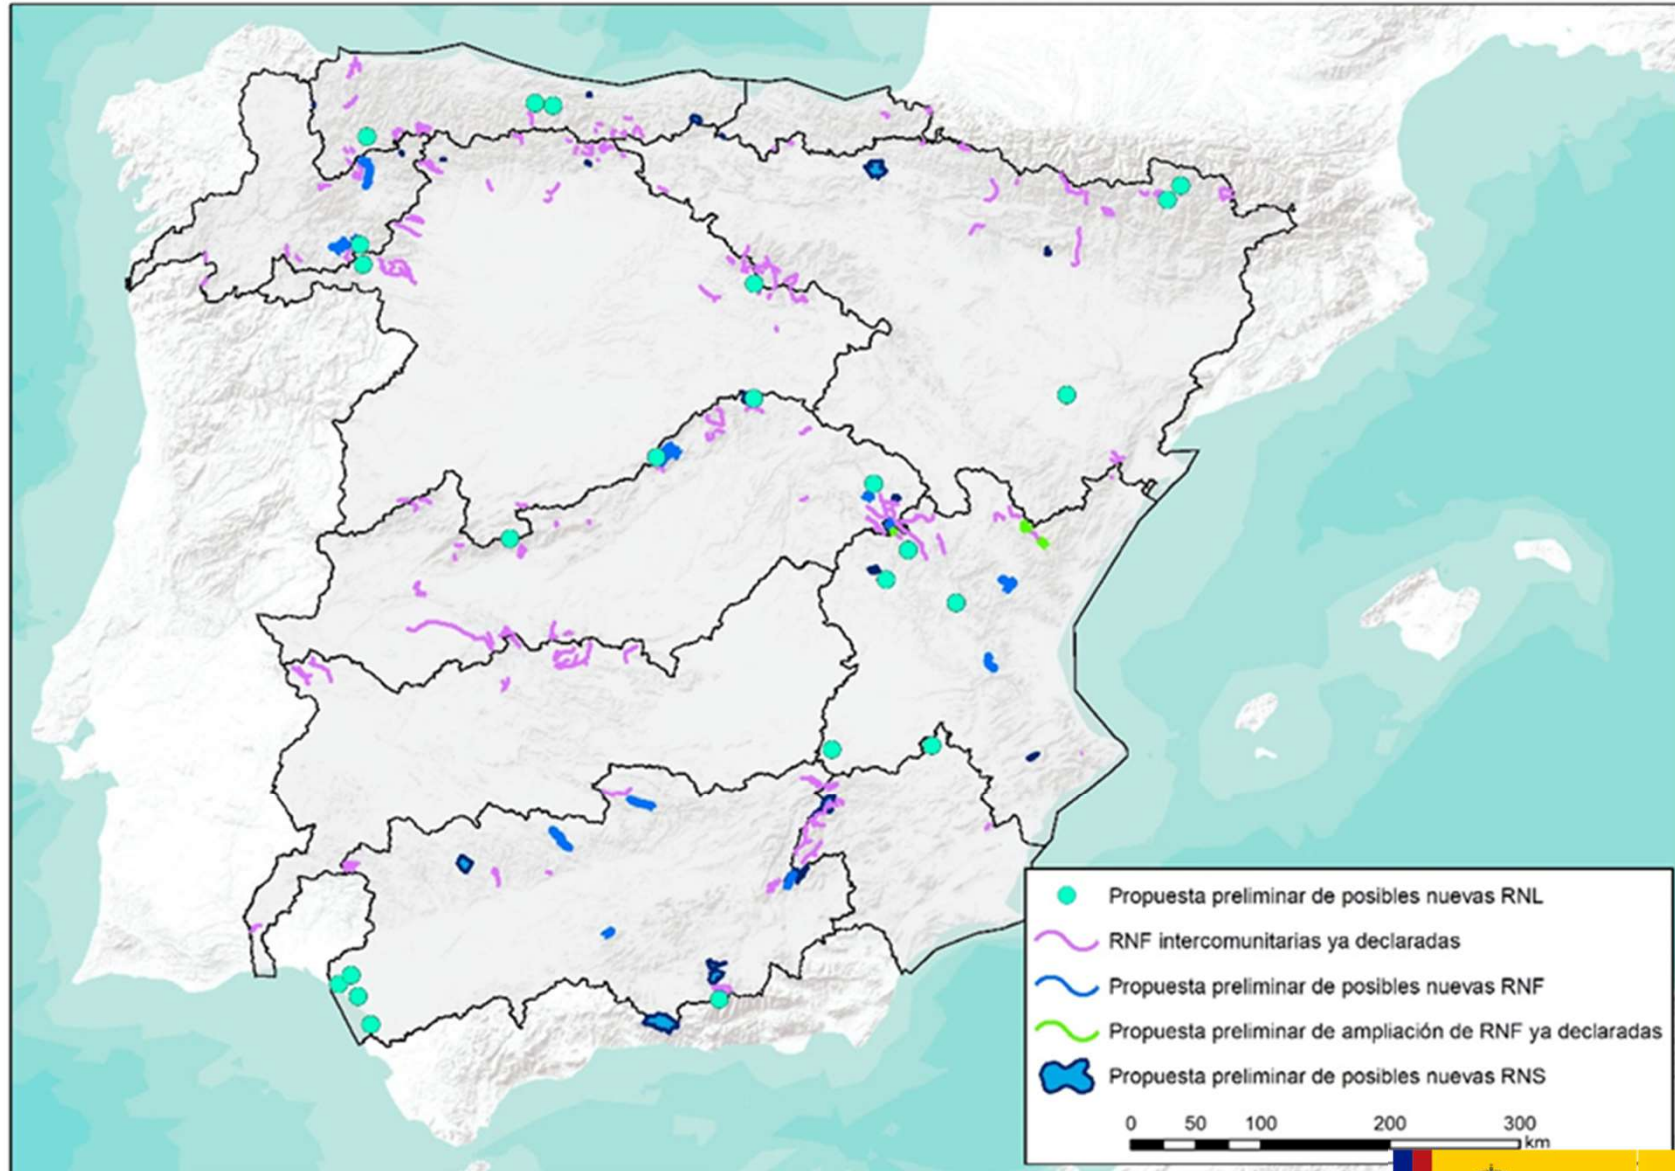 Propuesta preliminar de posibles nuevas RNL
RNF intercomunitarias ya declaradas
Propuesta preliminar de posibles nuevas RNF
Propuesta preliminar de ampliación de RNF ya declaradas
Propuesta preliminar de posibles nuevas RNS
0 50 100 200 300
km